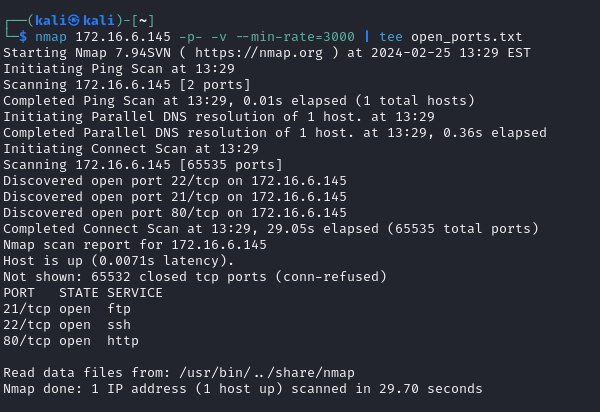 ┌──(kali㉿kali)-[~]
└─$ nmap 172.16.6.145 -p- -v --min-rate=3000 | tee open_ports.txt
Starting Nmap 7.94SVN ( https://nmap.org ) at 2024-02-25 13:29 EST
Initiating Ping Scan at 13:29
Scanning 172.16.6.145 [2 ports]
Completed Ping Scan at 13:29, 0.01s elapsed (1 total hosts)
Initiating Parallel DNS resolution of 1 host. at 13:29
Completed Parallel DNS resolution of 1 host. at 13:29, 0.36s elapsed
Initiating Connect Scan at 13:29
Scanning 172.16.6.145 [65535 ports]
Discovered open port 22/tcp on 172.16.6.145
Discovered open port 21/tcp on 172.16.6.145
Discovered open port 80/tcp on 172.16.6.145
Completed Connect Scan at 13:29, 29.05s elapsed (65535 total ports)
Nmap scan report for 172.16.6.145
Host is up (0.0071s latency).
Not shown: 65532 closed tcp ports (conn-refused)
PORT   STATE SERVICE
21/tcp open  ftp
22/tcp open  ssh
80/tcp open  http

Read data files from: /usr/bin/../share/nmap
Nmap done: 1 IP address (1 host up) scanned in 29.70 seconds